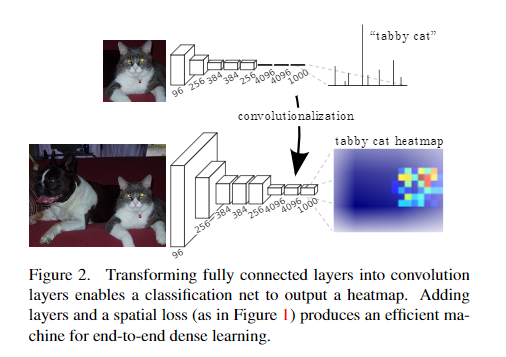 "tabby cat"
96
256
384
384
256
4096
4096
1000
convolutionalization
tabby cat heatmap
96
256
384
384
256
4096
4096
1000
Figure 2. Transforming fully connected layers into convolution
layers enables a classification net to output a heatmap. Adding
layers and a spatial loss (as in Figure 1) produces an efficient ma-
chine for end-to-end dense learning.